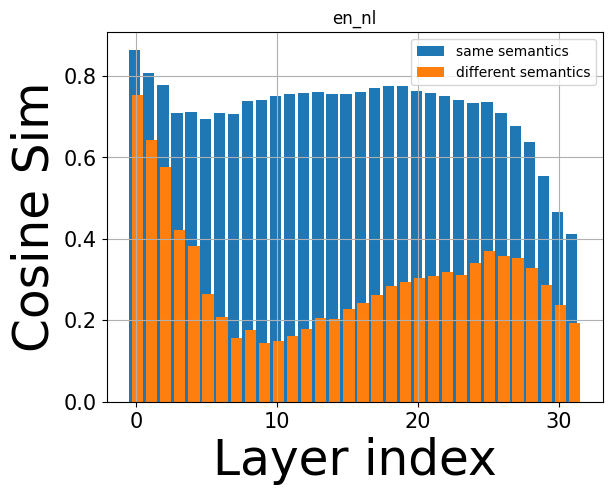 en_nl
same semantics
different semantics
Cosine Sim
0.8
0.6
0.4
0.2
0.0
0 10 20 30
Layer index